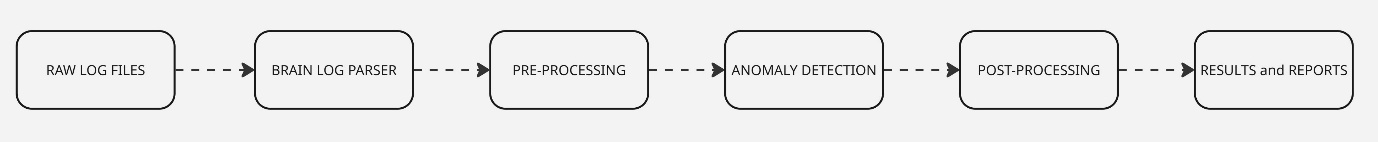 RAW LOG FILES
BRAIN LOG PARSER
PRE-PROCESSING
ANOMALY DETECTION
POST-PROCESSING
RESULTS and REPORTS